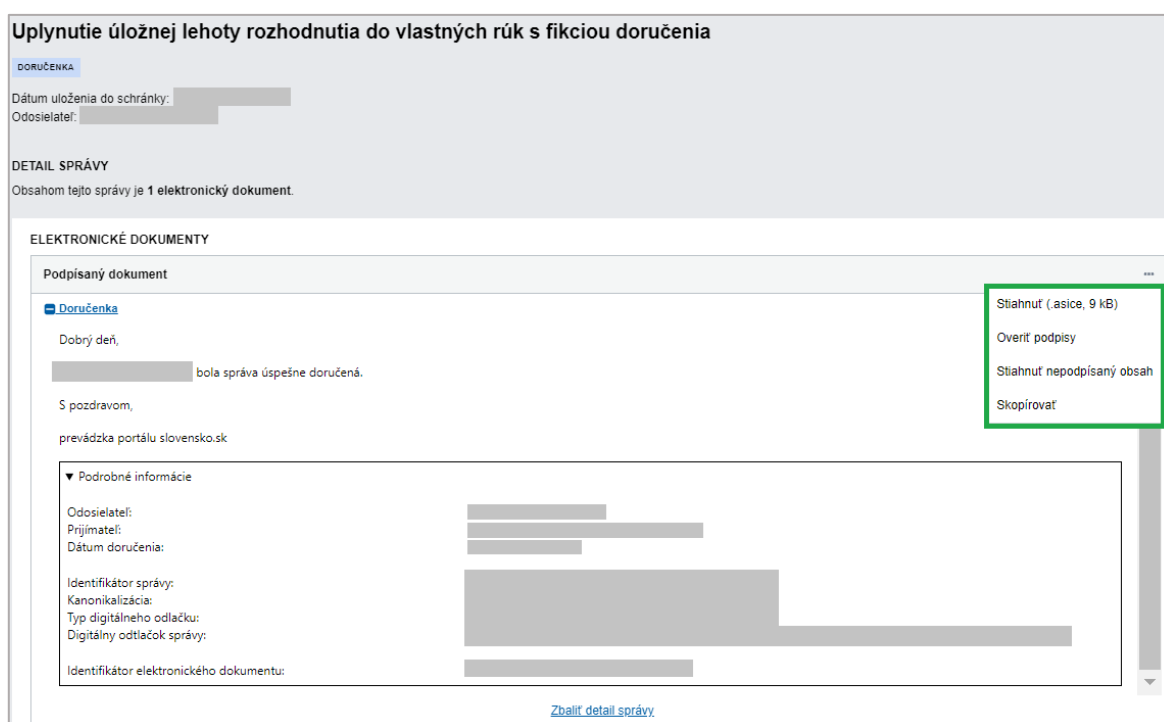 Uplynutie úložnej lehoty rozhodnutia do vlastných rúk s fikciou doručenia
DORUČENKA
Dátum uloženia do schránky:
Odosielateľ:
DETAIL SPRÁVY
Obsahom tejto správy je 1 elektronický dokument.
ELEKTRONICKÉ DOKUMENTY
Podpísaný dokument
Doručenka
Stiahnuť (.asice, 9 kB)
Overiť podpisy
Stiahnuť nepodpísaný obsah
Skopírovať
Dobrý deň,
bola správa úspešne doručená.
S pozdravom,
prevádzka portálu slovensko.sk
▼ Podrobné informácie
Odosielateľ:
Prijímateľ:
Dátum doručenia:
Identifikátor správy:
Kanonikalizácia:
Typ digitálneho odlačku:
Digitálny odtlačok správy:
Identifikátor elektronického dokumentu:
Zbaliť detail správy